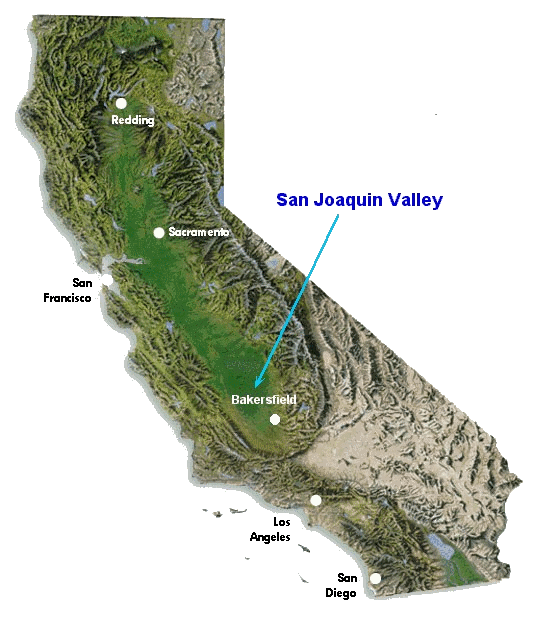 Redding
San Joaquin Valley
Sacramento
San
Francisco
Bakersfield
Los
Angeles
San
Diego